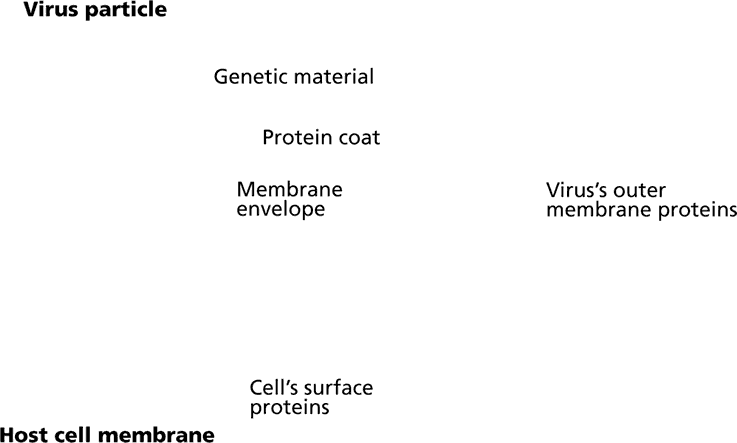 Virus particle
Genetic material
Protein coat
Membrane
envelope
Virus's outer
membrane proteins
Cell's surface
proteins
Host cell membrane